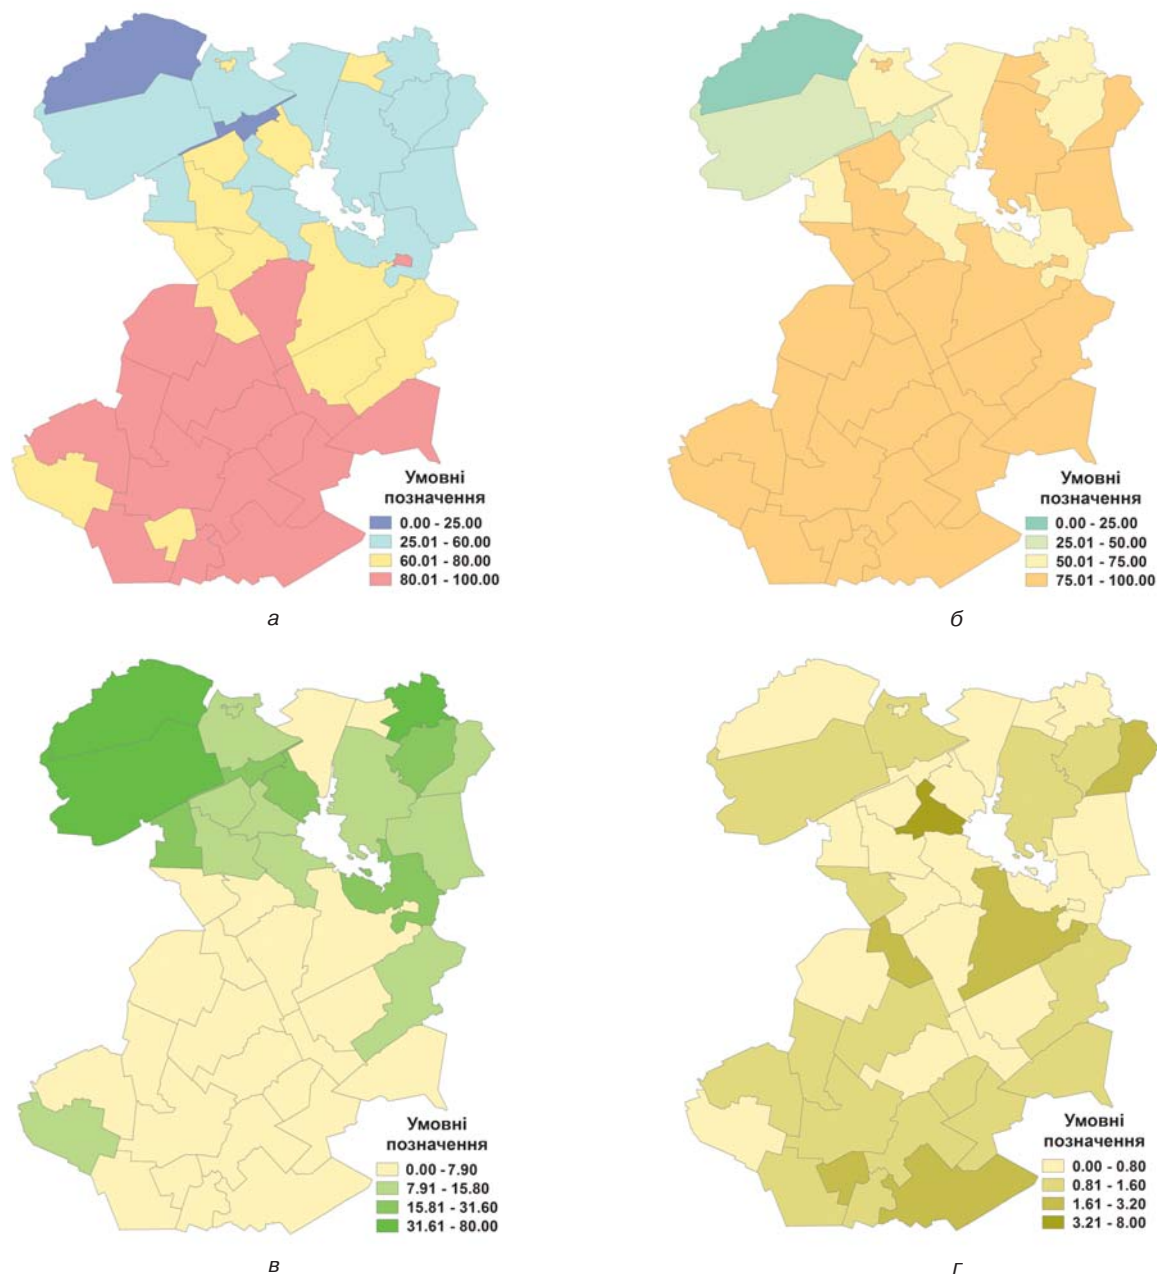 Умовні
позначення
0.00 - 25.00
25.01 - 60.00
60.01 - 80.00
80.01 - 100.00
а
Умовні
позначення
0.00 - 25.00
25.01 - 50.00
50.01 - 75.00
75.01 - 100.00
б
Умовні
позначення
0.00 - 7.90
7.91 - 15.80
15.81 - 31.60
31.61 - 80.00
в
Умовні
позначення
0.00 - 0.80
0.81 - 1.60
1.61 - 3.20
3.21 - 8.00
г